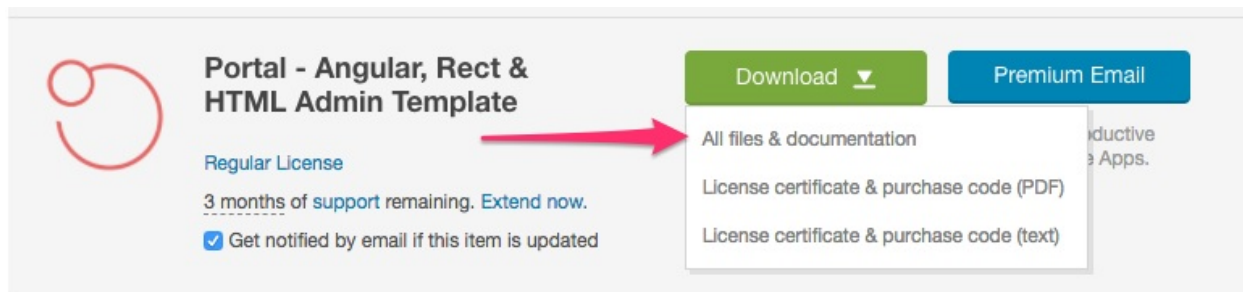 Portal - Angular, Rect &
HTML Admin Template
Regular License
3 months of support remaining. Extend now.
Get notified by email if this item is updated
Download
Premium Email
All files & documentation
License certificate & purchase code (PDF)
License certificate & purchase code (text)
Apps.